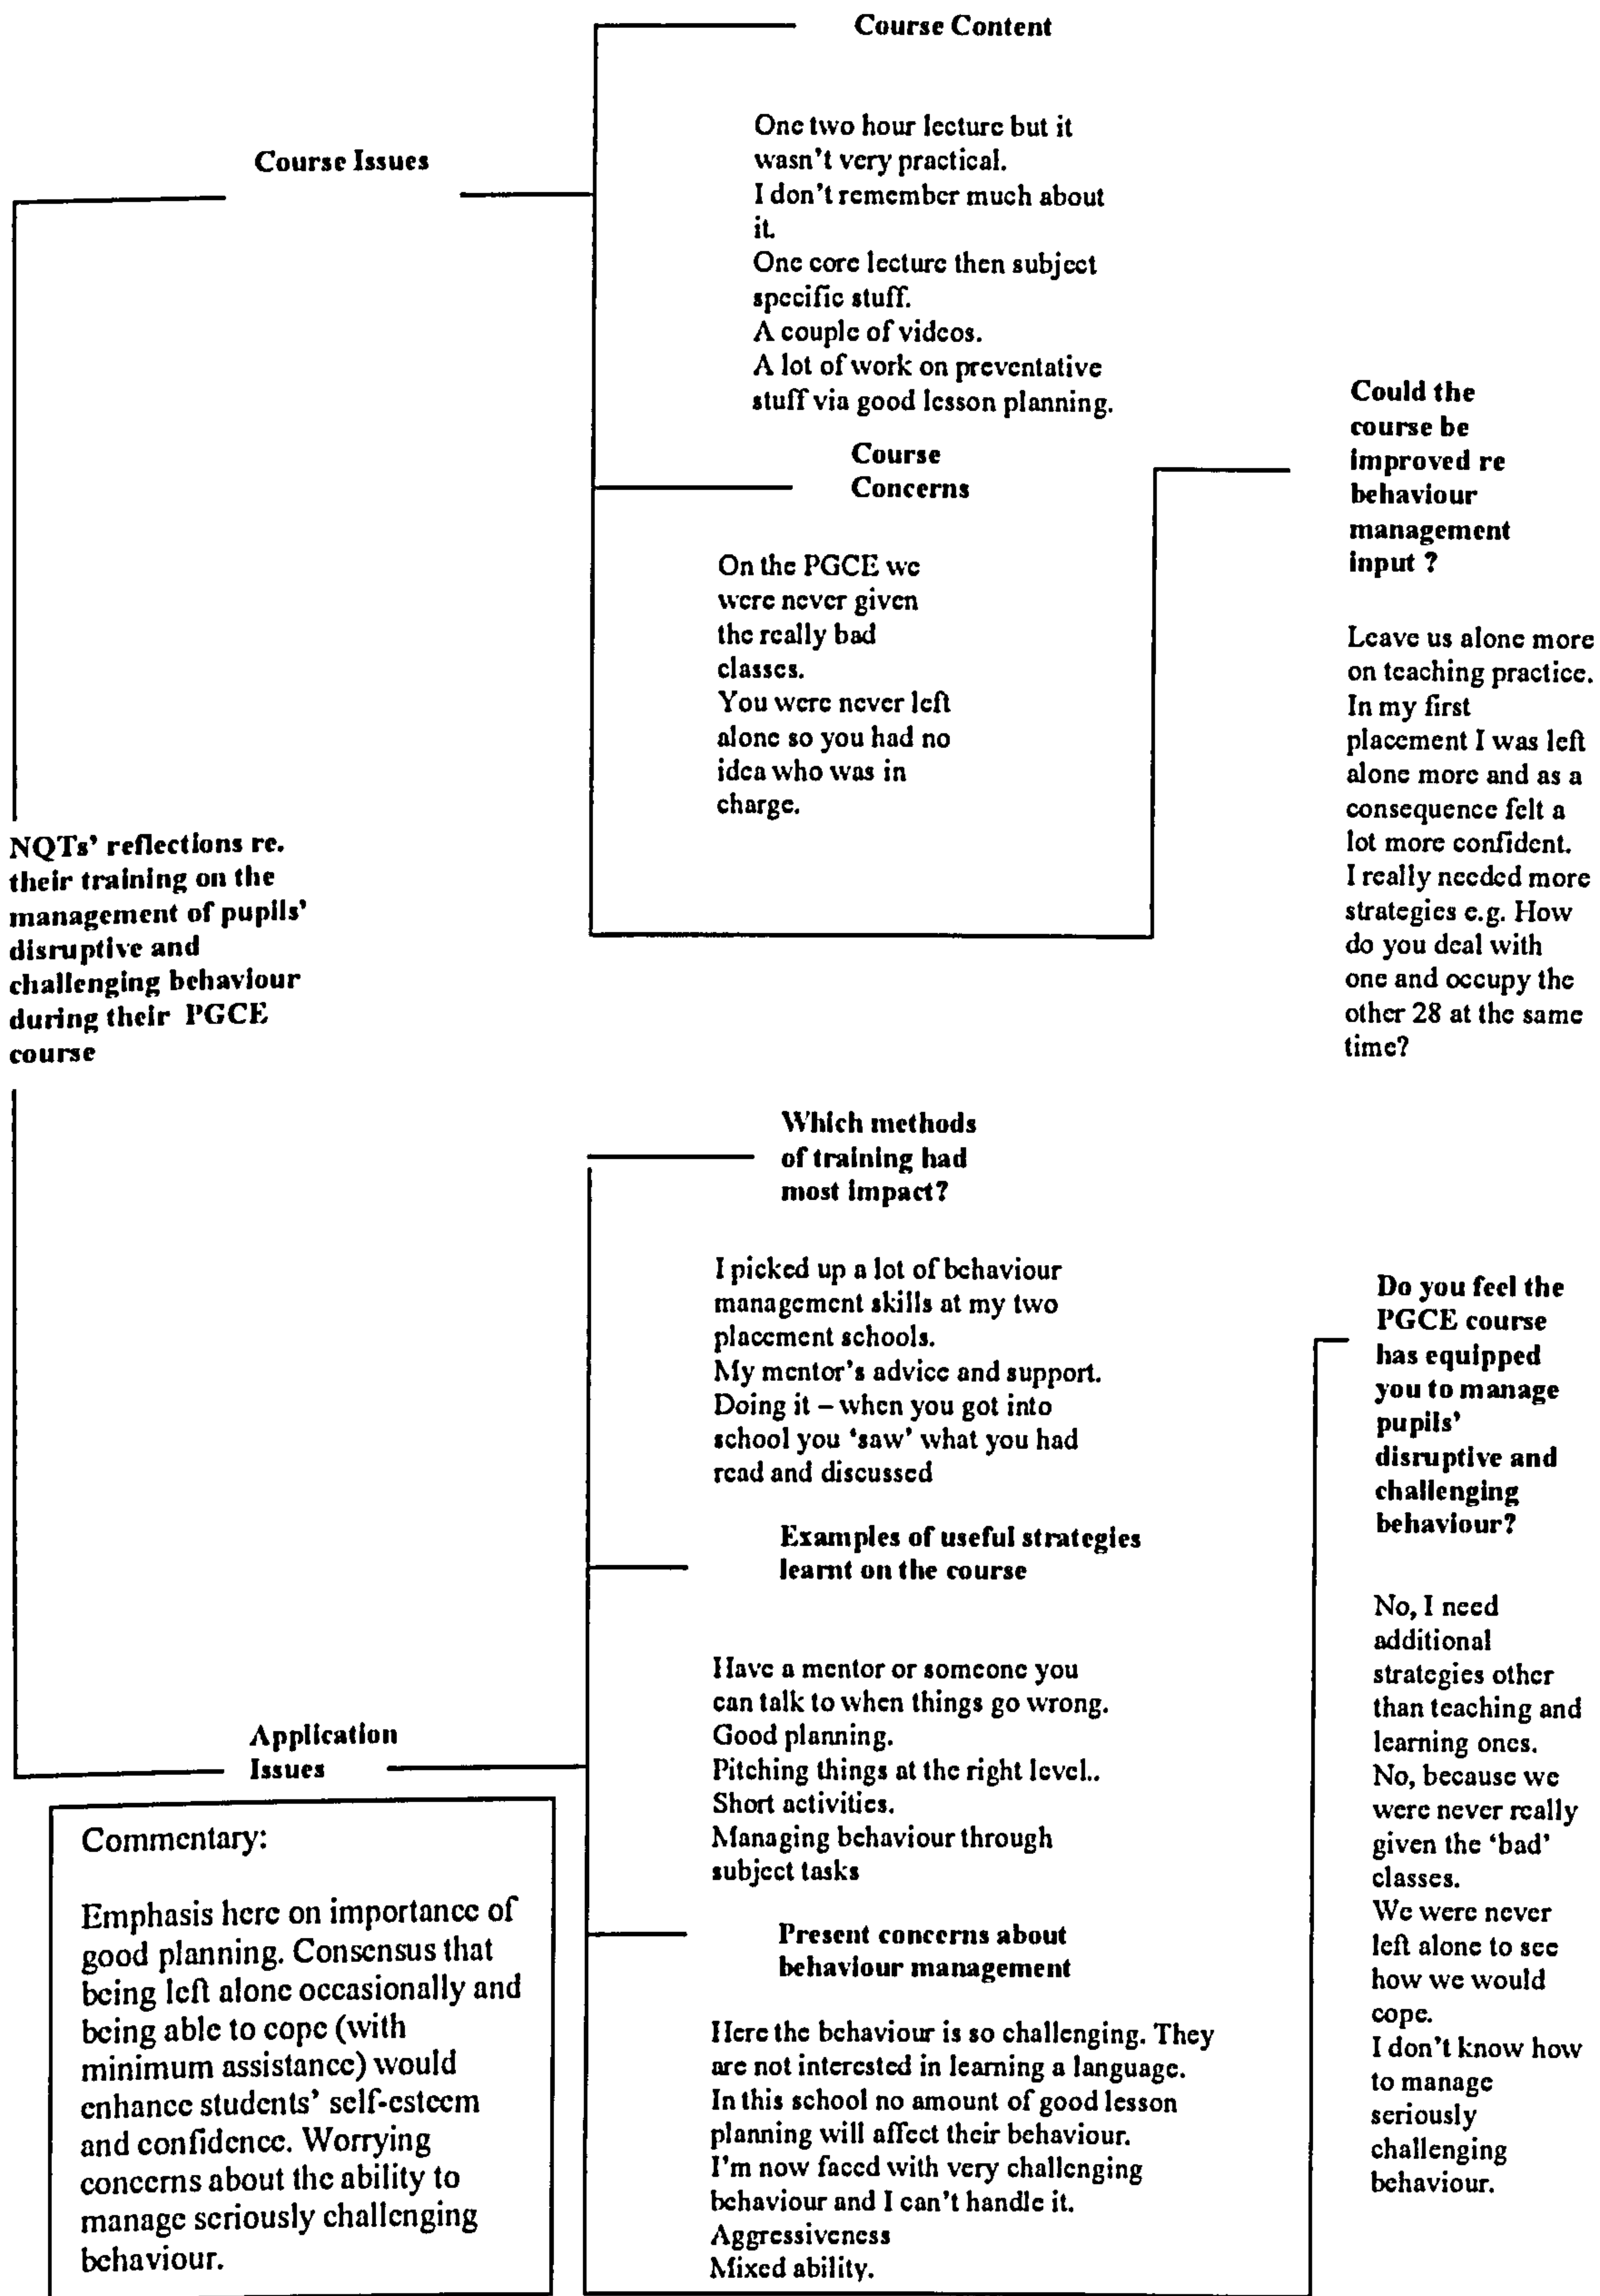 Course Content
One two hour lecture but it
wasn't very practical.
I don't remember much about
it.
One core lecture then subject
specific stuff.
A couple of videos.
A lot of work on preventative
stuff via good lesson planning.
Course Issues
Course
Concerns
On the PGCE we
were never given
the really bad
classes.
You were never left
alone so you had no
idea who was in
charge.
Could the
course be
improved re
behaviour
management
input ?
Leave us alone more
on teaching practice.
In my first
placement I was left
alone more and as a
consequence felt a
lot more confident.
I really needed more
strategies e.g. How
do you deal with
one and occupy the
other 28 at the same
time?
NQTs' reflections re.
their training on the
management of pupils'
disruptive and
challenging behaviour
during their PGCE
course
Which methods
of training had
most impact?
I picked up a lot of behaviour
management skills at my two
placement schools.
My mentor's advice and support.
Doing it – when you got into
school you 'saw' what you had
read and discussed
Examples of useful strategies
learnt on the course
Have a mentor or someone you
can talk to when things go wrong.
Good planning.
Pitching things at the right level..
Short activities.
Managing behaviour through
subject tasks
Application
Issues
Present concerns about
behaviour management
Here the behaviour is so challenging. They
are not interested in learning a language.
In this school no amount of good lesson
planning will affect their behaviour.
I'm now faced with very challenging
behaviour and I can't handle it.
Aggressiveness
Mixed ability.
Do you feel the
PGCE course
has equipped
you to manage
pupils'
disruptive and
challenging
behaviour?
No, I need
additional
strategies other
than teaching and
learning ones.
No, because we
were never really
given the 'bad'
classes.
We were never
left alone to see
how we would
cope.
I don't know how
to manage
seriously
challenging
behaviour.
Commentary:
Emphasis here on importance of
good planning. Consensus that
being left alone occasionally and
being able to cope (with
minimum assistance) would
enhance students' self-esteem
and confidence. Worrying
concerns about the ability to
manage seriously challenging
behaviour.